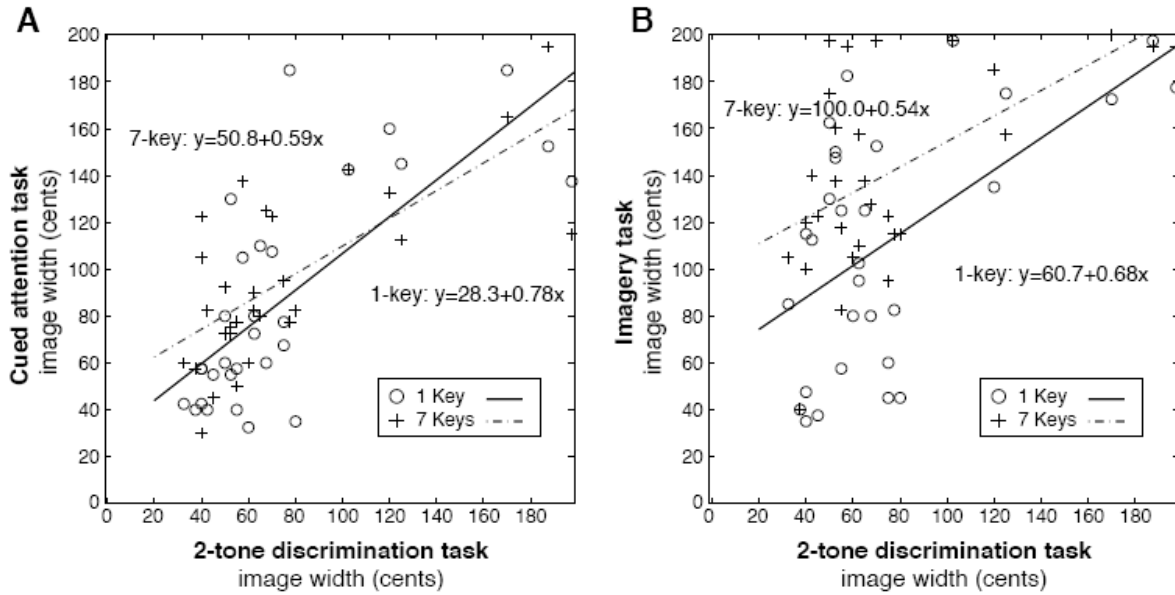 A
Cued attention task
image width (cents)
200
180
160
140
120
100
80
60
40
20
0
7-key: y=50.8+0.59x
1-key: y=28.3+0.78x
1 Key
7 Keys
0 20 40 60 80 100 120 140 160 180
2-tone discrimination task
image width (cents)
B
Imagery task
image width (cents)
200
180
160
140
120
100
80
60
40
20
0
7-key: y=100.0+0.54x
1-key: y=60.7+0.68x
1 Key
7 Keys
0 20 40 60 80 100 120 140 160 180
2-tone discrimination task
image width (cents)